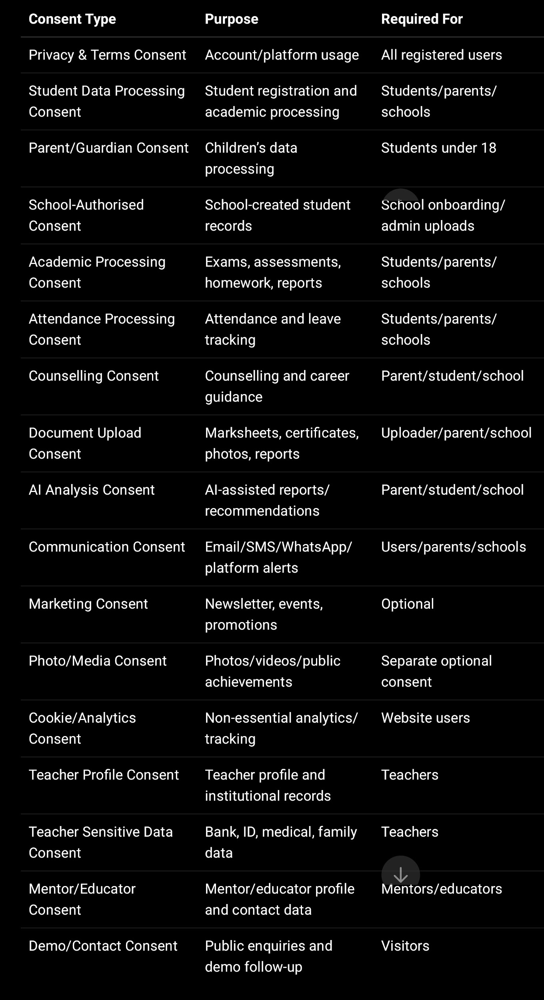 Consent Type Purpose Required For
Privacy & Terms Consent Account/platform usage All registered users
Student Data Processing Student registration and Students/parents/
Consent academic processing schools
Parent/Guardian Consent Children’s data Students under 18
processing
School-Authorised School-created student School onboarding/
Consent records admin uploads
Academic Processing Exams, assessments, Students/parents/
Consent homework, reports schools
Attendance Processing Attendance and leave Students/parents/
Consent tracking schools
Counselling Consent Counselling and career Parent/student/school
guidance
Document Upload Marksheets, certificates, Uploader/parent/school
Consent photos, reports
AI Analysis Consent AI-assisted reports/ Parent/student/school
recommendations
Communication Consent Email/SMS/WhatsApp/ Users/parents/schools
platform alerts
Marketing Consent Newsletter, events, Optional
promotions
Photo/Media Consent Photos/videos/public Separate optional
achievements consent
Cookie/Analytics Non-essential analytics/ Website users
Consent tracking
Teacher Profile Consent Teacher profile and Teachers
institutional records
Teacher Sensitive Data Bank, ID, medical, family Teachers
Consent data
Mentor/Educator Mentor/educator profile Mentors/educators
Consent and contact data
Demo/Contact Consent Public enquiries and Visitors
demo follow-up